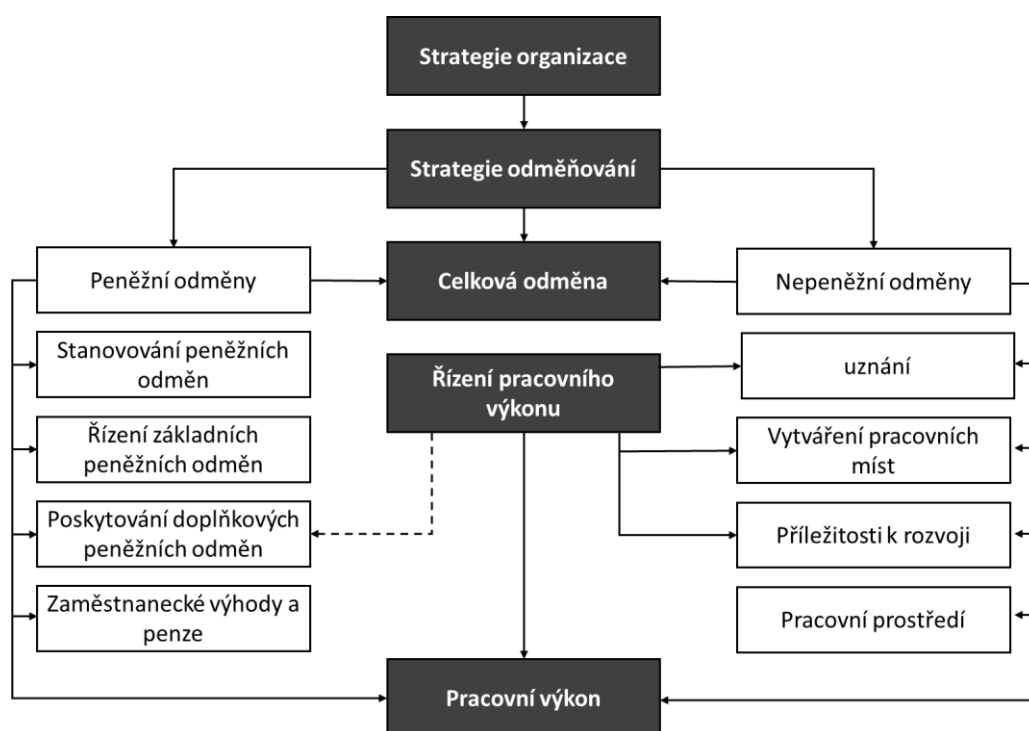 Strategie organizace
Strategie odměňování
Peněžní odměny
Celková odměna
Nepeněžní odměny
Stanovování peněžních
odměn
Řízení pracovního
výkonu
uznání
Řízení základních
peněžních odměn
Vytváření pracovních
míst
Poskytování doplňkových
peněžních odměn
Příležitosti k rozvoji
Zaměstnanecké výhody a
penze
Pracovní prostředí
Pracovní výkon